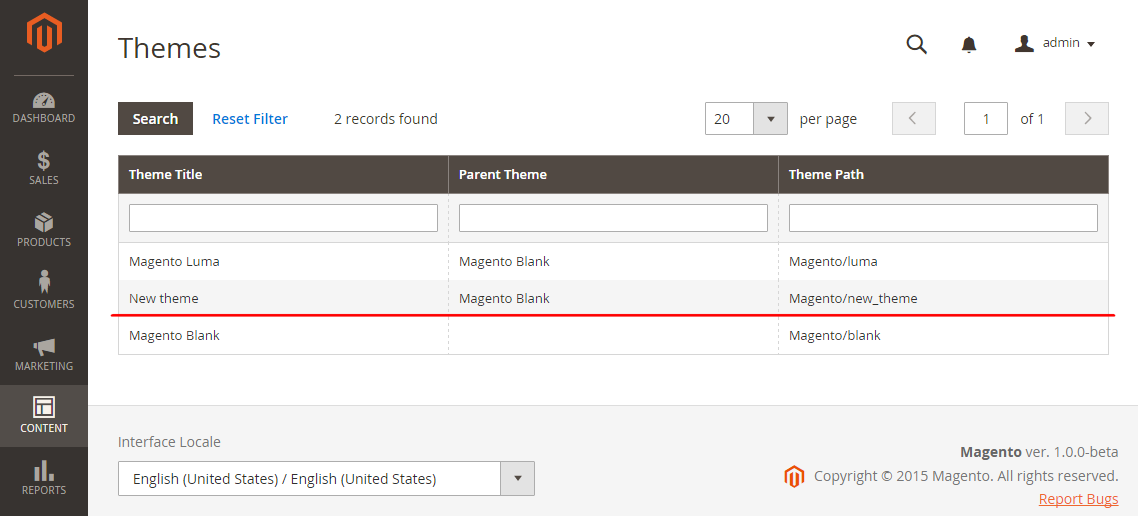 Themes
admin
DASHBOARD
SALES
PRODUCTS
CUSTOMERS
MARKETING
CONTENT
REPORTS
Search Reset Filter 2 records found 20 per page 1 of 1
Theme Title Parent Theme Theme Path
Magento Luma Magento Blank Magento/luma
New theme Magento Blank Magento/new_theme
Magento Blank Magento/blank
Interface Locale
English (United States) / English (United States)
Magento ver. 1.0.0-beta
Copyright © 2015 Magento. All rights reserved.
Report Bugs